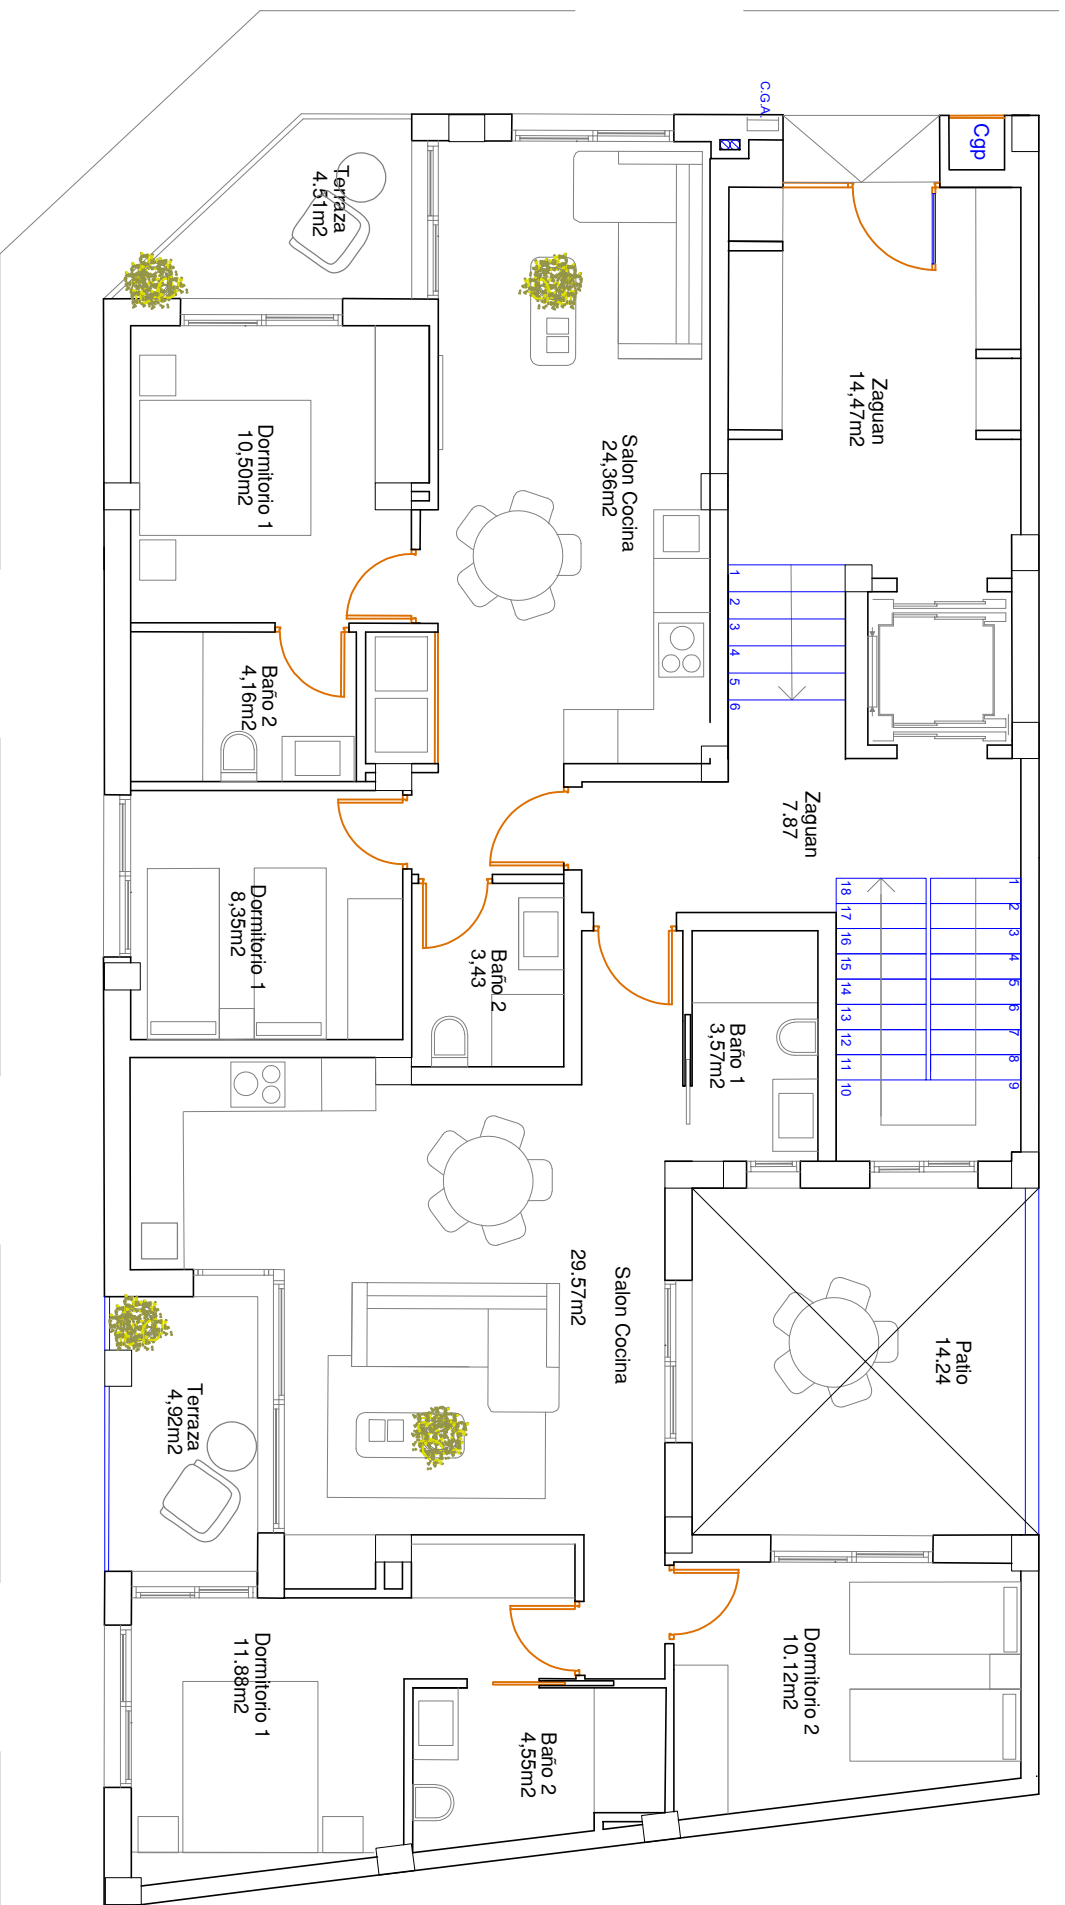 C.G.A.
Cgp
Terraza
4.51m2
Zaguan
14,47m2
Salon Cocina
24,36m2
Dormitorio 1
10,50m2
1
2
3
4
5
6
Baño 2
4,16m2
Zaguan
7.87
Dormitorio 1
8,35m2
Baño 2
3,43
18
17
16
15
14
13
12
11
10
1
2
3
4
5
6
7
8
9
Baño 1
3,57m2
Salon Cocina
29.57m2
Patio
14.24
Terraza
4,92m2
Dormitorio 1
11.88m2
Baño 2
4,55m2
Dormitorio 2
10.12m2